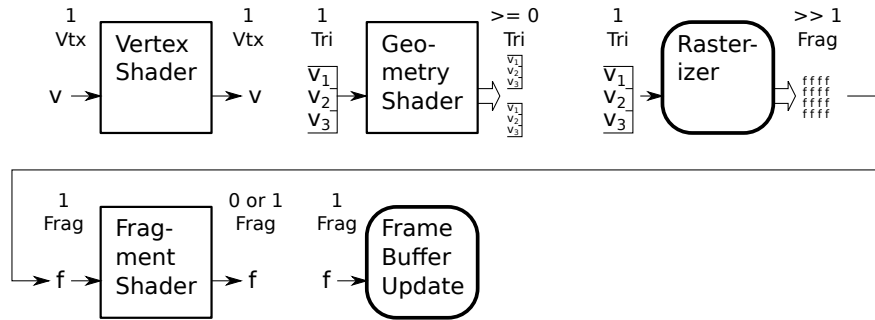 1
Vtx
Vertex
Shader
1
Vtx
v
v
1
Tri
v1
v2
v3
Geo-
metry
Shader
>= 0
Tri
v1
v2
v3
v1
v2
v3
1
Tri
v1
v2
v3
Raster-
izer
>> 1
Frag
f f f f
f f f f
f f f f
f f f f
1
Frag
f
Frag-
ment
Shader
0 or 1
Frag
f
1
Frag
f
Frame
Buffer
Update